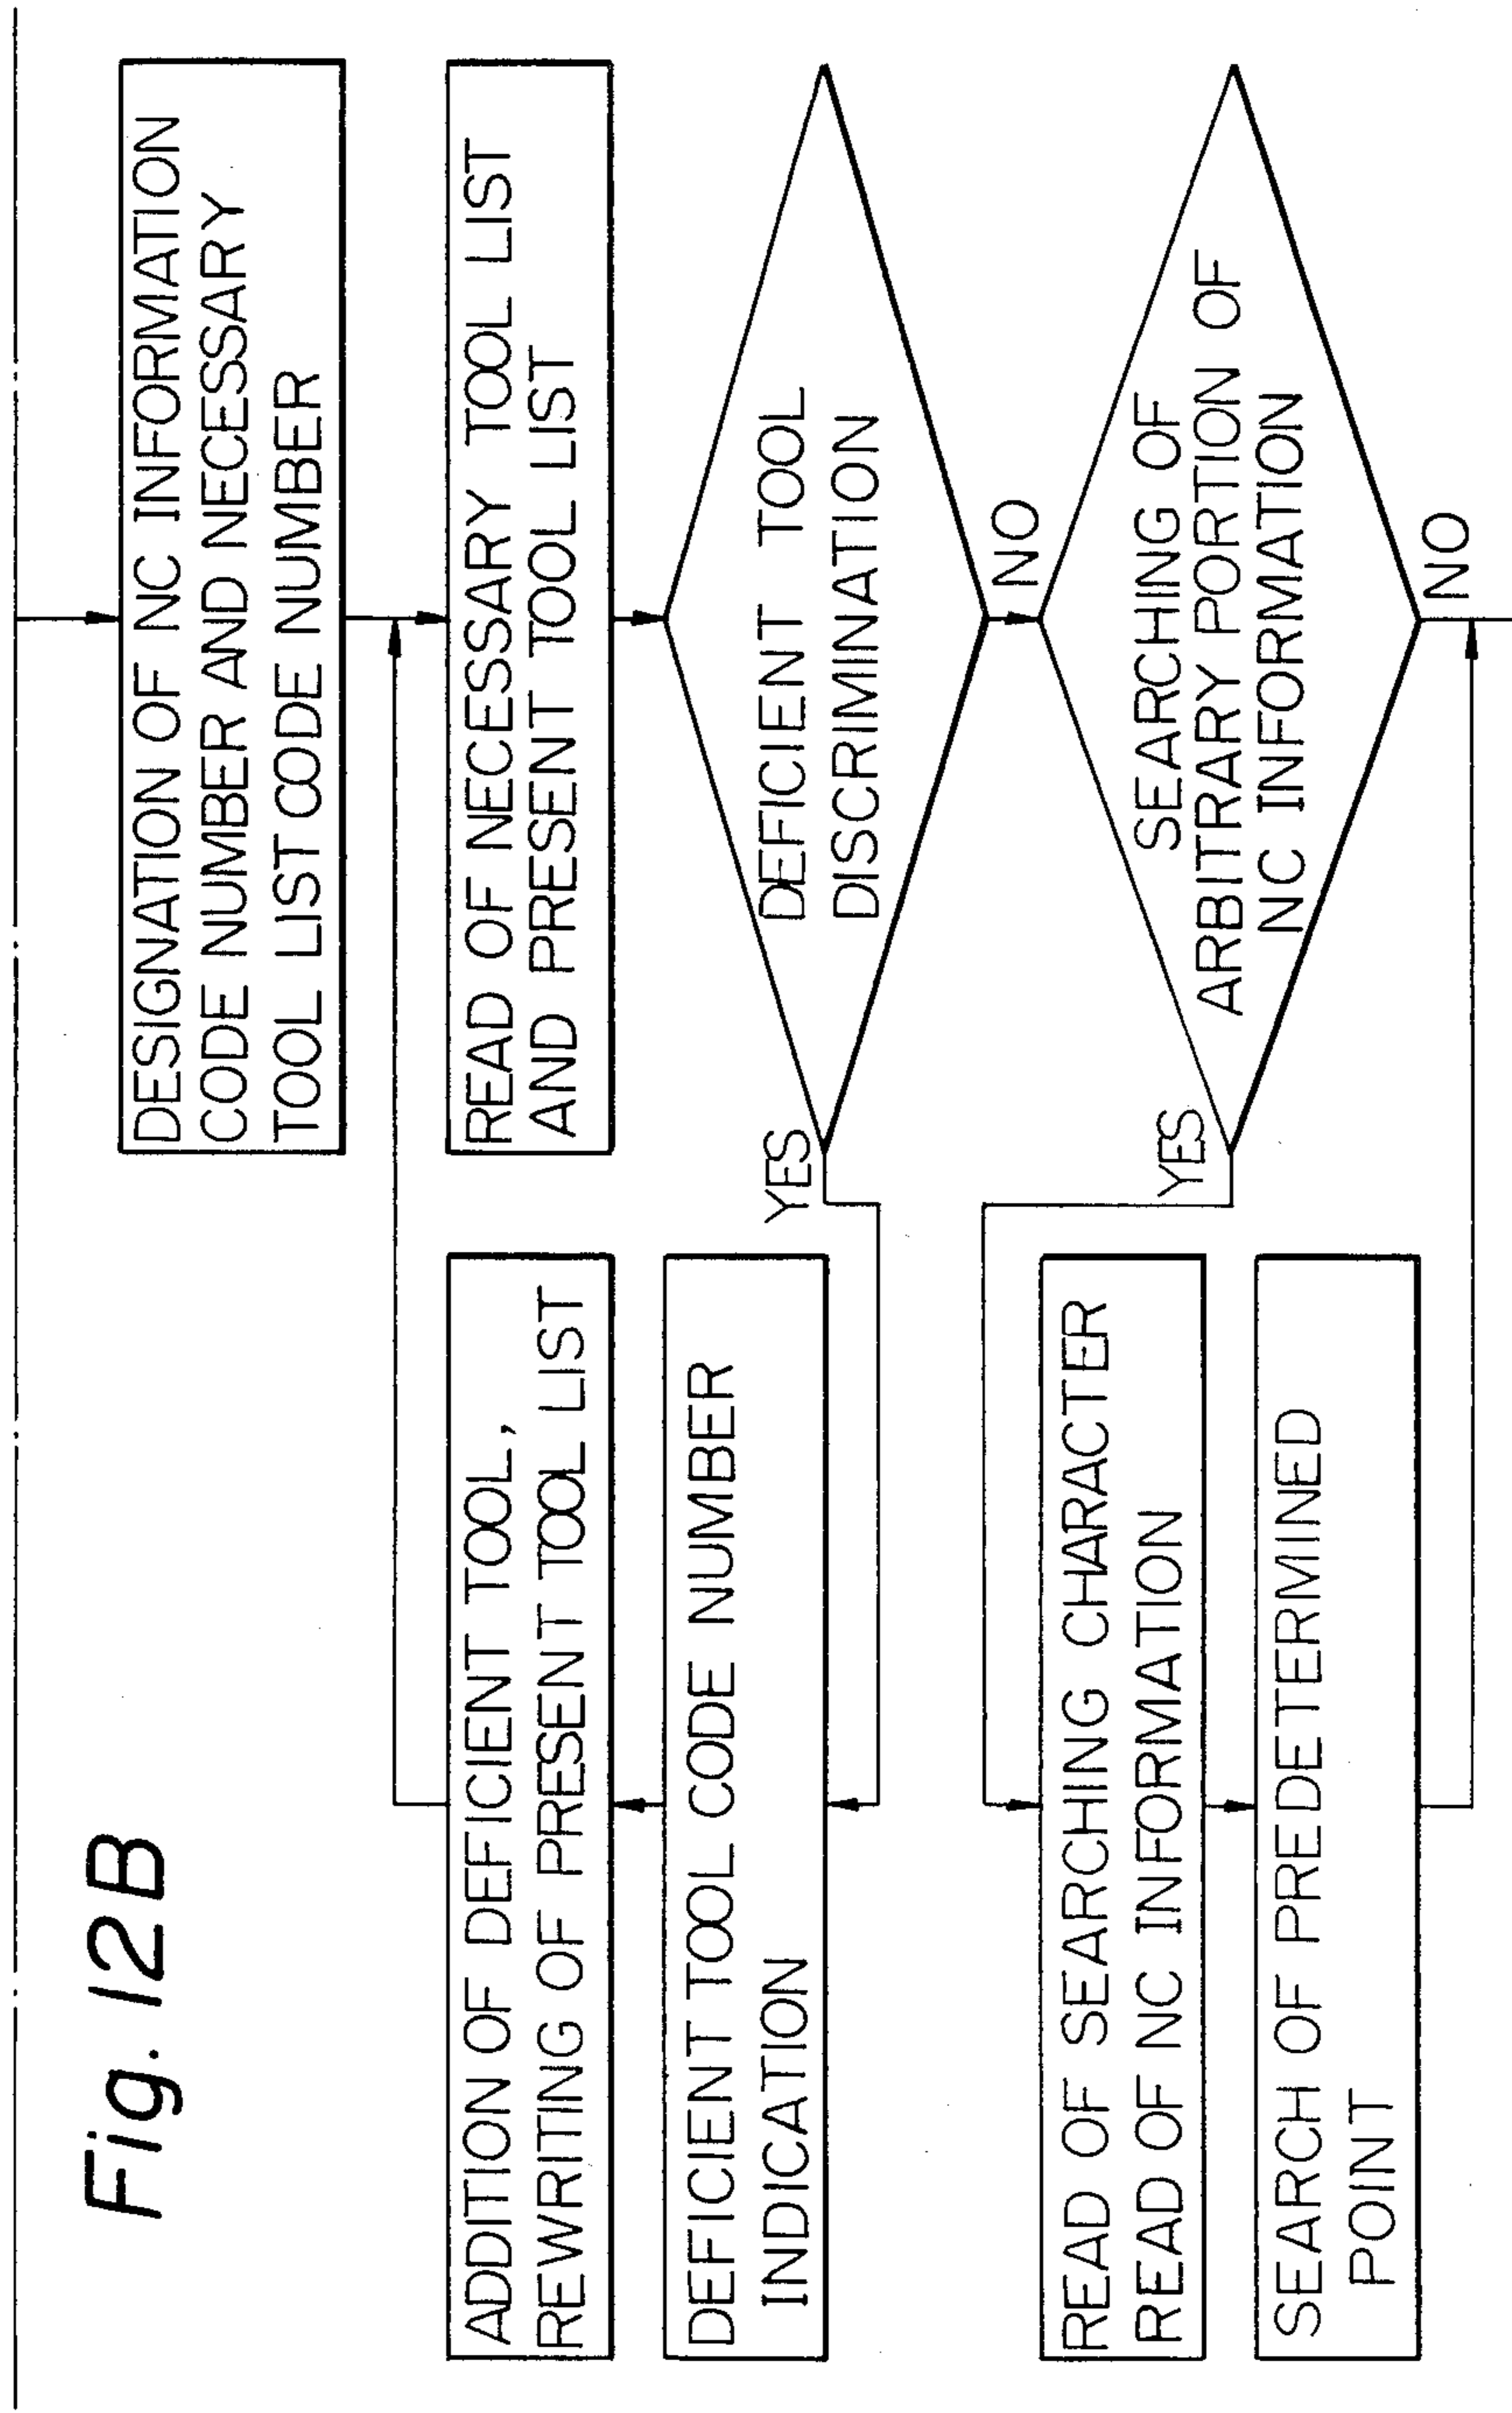 Fig. 12B
DESIGNATION OF NC INFORMATION
CODE NUMBER AND NECESSARY
TOOL LIST CODE NUMBER
ADDITION OF DEFICIENT TOOL,
REWRITING OF PRESENT TOOL LIST
READ OF NECESSARY TOOL LIST
AND PRESENT TOOL LIST
DEFICIENT TOOL CODE NUMBER
INDICATION
YES
DEFICIENT TOOL
DISCRIMINATION
NO
READ OF SEARCHING CHARACTER
READ OF NC INFORMATION
YES
SEARCHING OF
ARBITRARY PORTION OF
NC INFORMATION
SEARCH OF PREDETERMINED
POINT
NO